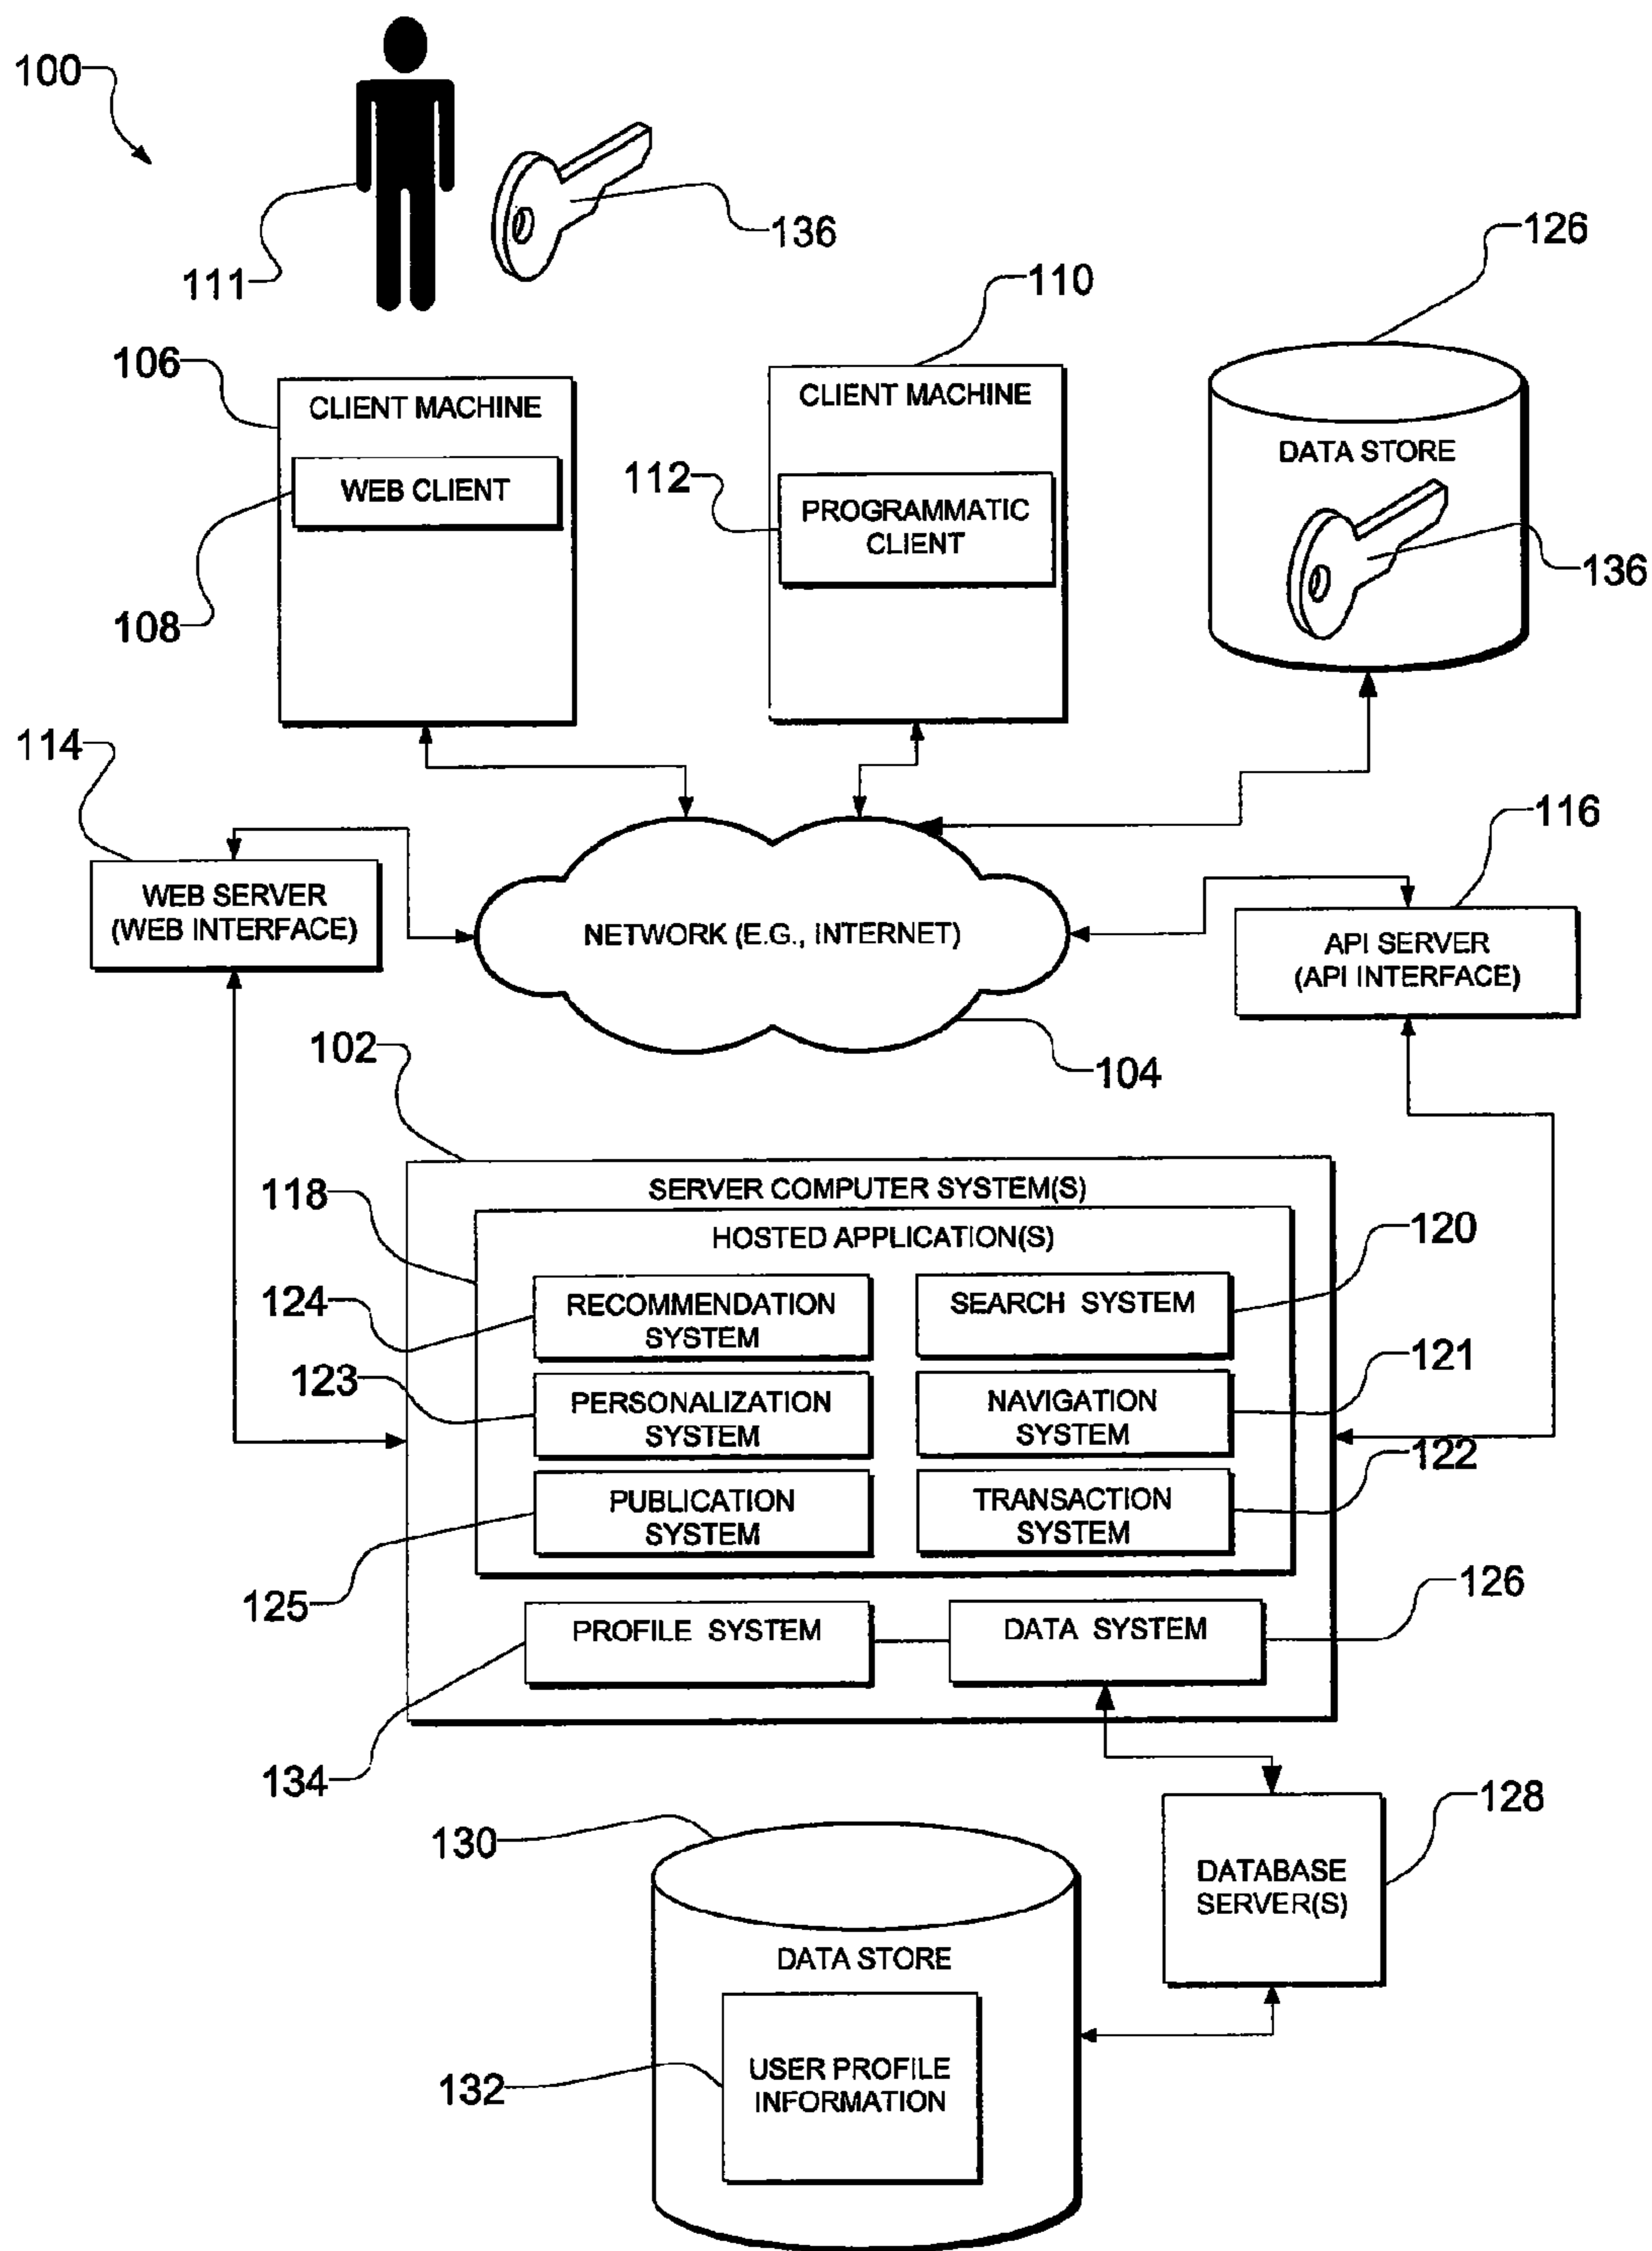 100
111
136
106
110
126
CLIENT MACHINE
WEB CLIENT
108
CLIENT MACHINE
112
PROGRAMMATIC
CLIENT
DATA STORE
136
114
WEB SERVER
(WEB INTERFACE)
NETWORK (E.G., INTERNET)
104
116
API SERVER
(API INTERFACE)
102
SERVER COMPUTER SYSTEM(S)
118
HOSTED APPLICATION(S)
124
RECOMMENDATION
SYSTEM
SEARCH SYSTEM
120
123
PERSONALIZATION
SYSTEM
NAVIGATION
SYSTEM
121
125
PUBLICATION
SYSTEM
TRANSACTION
SYSTEM
122
134
PROFILE SYSTEM
DATA SYSTEM
126
128
DATABASE
SERVER(S)
130
DATA STORE
132
USER PROFILE
INFORMATION